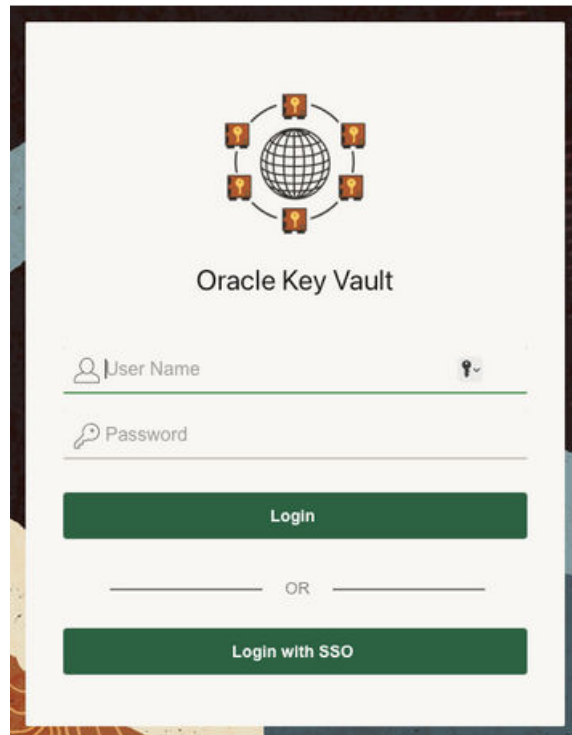 Oracle Key Vault
User Name
Password
Login
OR
Login with SSO